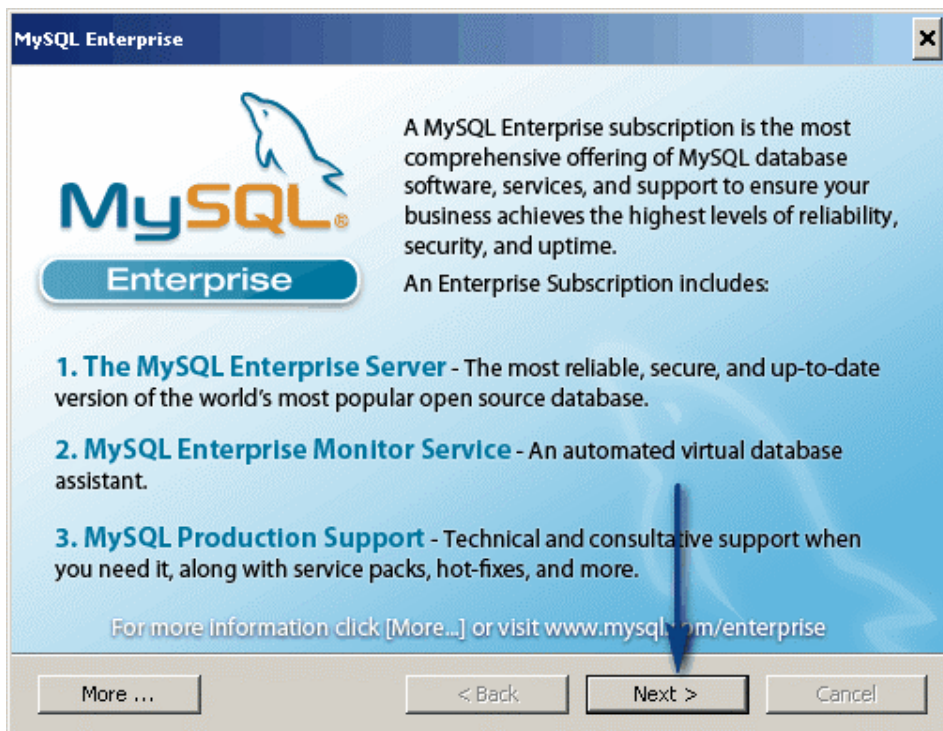 MySQL Enterprise
MySQL®
Enterprise
A MySQL Enterprise subscription is the most
comprehensive offering of MySQL database
software, services, and support to ensure your
business achieves the highest levels of reliability,
security, and uptime.
An Enterprise Subscription includes:
1. The MySQL Enterprise Server - The most reliable, secure, and up-to-date
version of the world's most popular open source database.
2. MySQL Enterprise Monitor Service - An automated virtual database
assistant.
3. MySQL Production Support - Technical and consultative support when
you need it, along with service packs, hot-fixes, and more.
For more information click [More...] or visit www.mysql.com/enterprise
More ...
< Back
Next >
Cancel